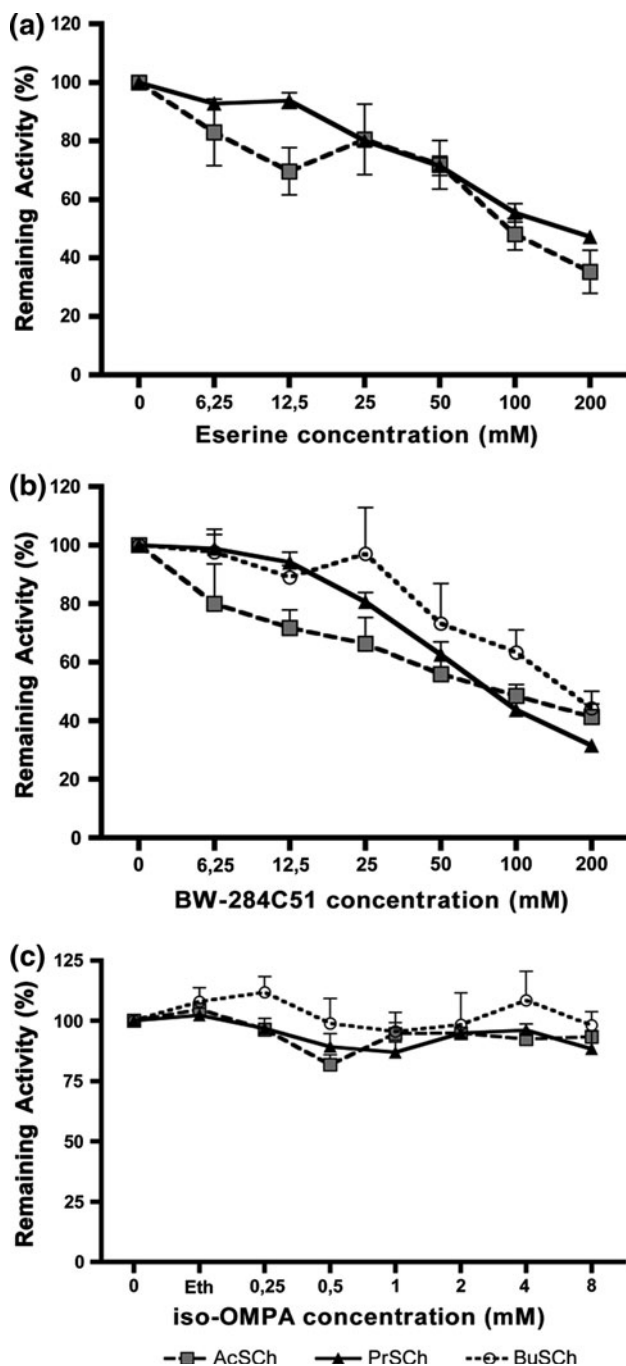 (a)
Remaining Activity (%)
120
100
80
60
40
20
0
0 6,25 12,5 25 50 100 200
Eserine concentration (mM)
(b)
Remaining Activity (%)
120
100
80
60
40
20
0
0 6,25 12,5 25 50 100 200
BW-284C51 concentration (mM)
(c)
Remaining Activity (%)
125
100
75
50
25
0
0 Eth 0,25 0,5 1 2 4 8
iso-OMPA concentration (mM)
AcSCh PrSCh BuSCh